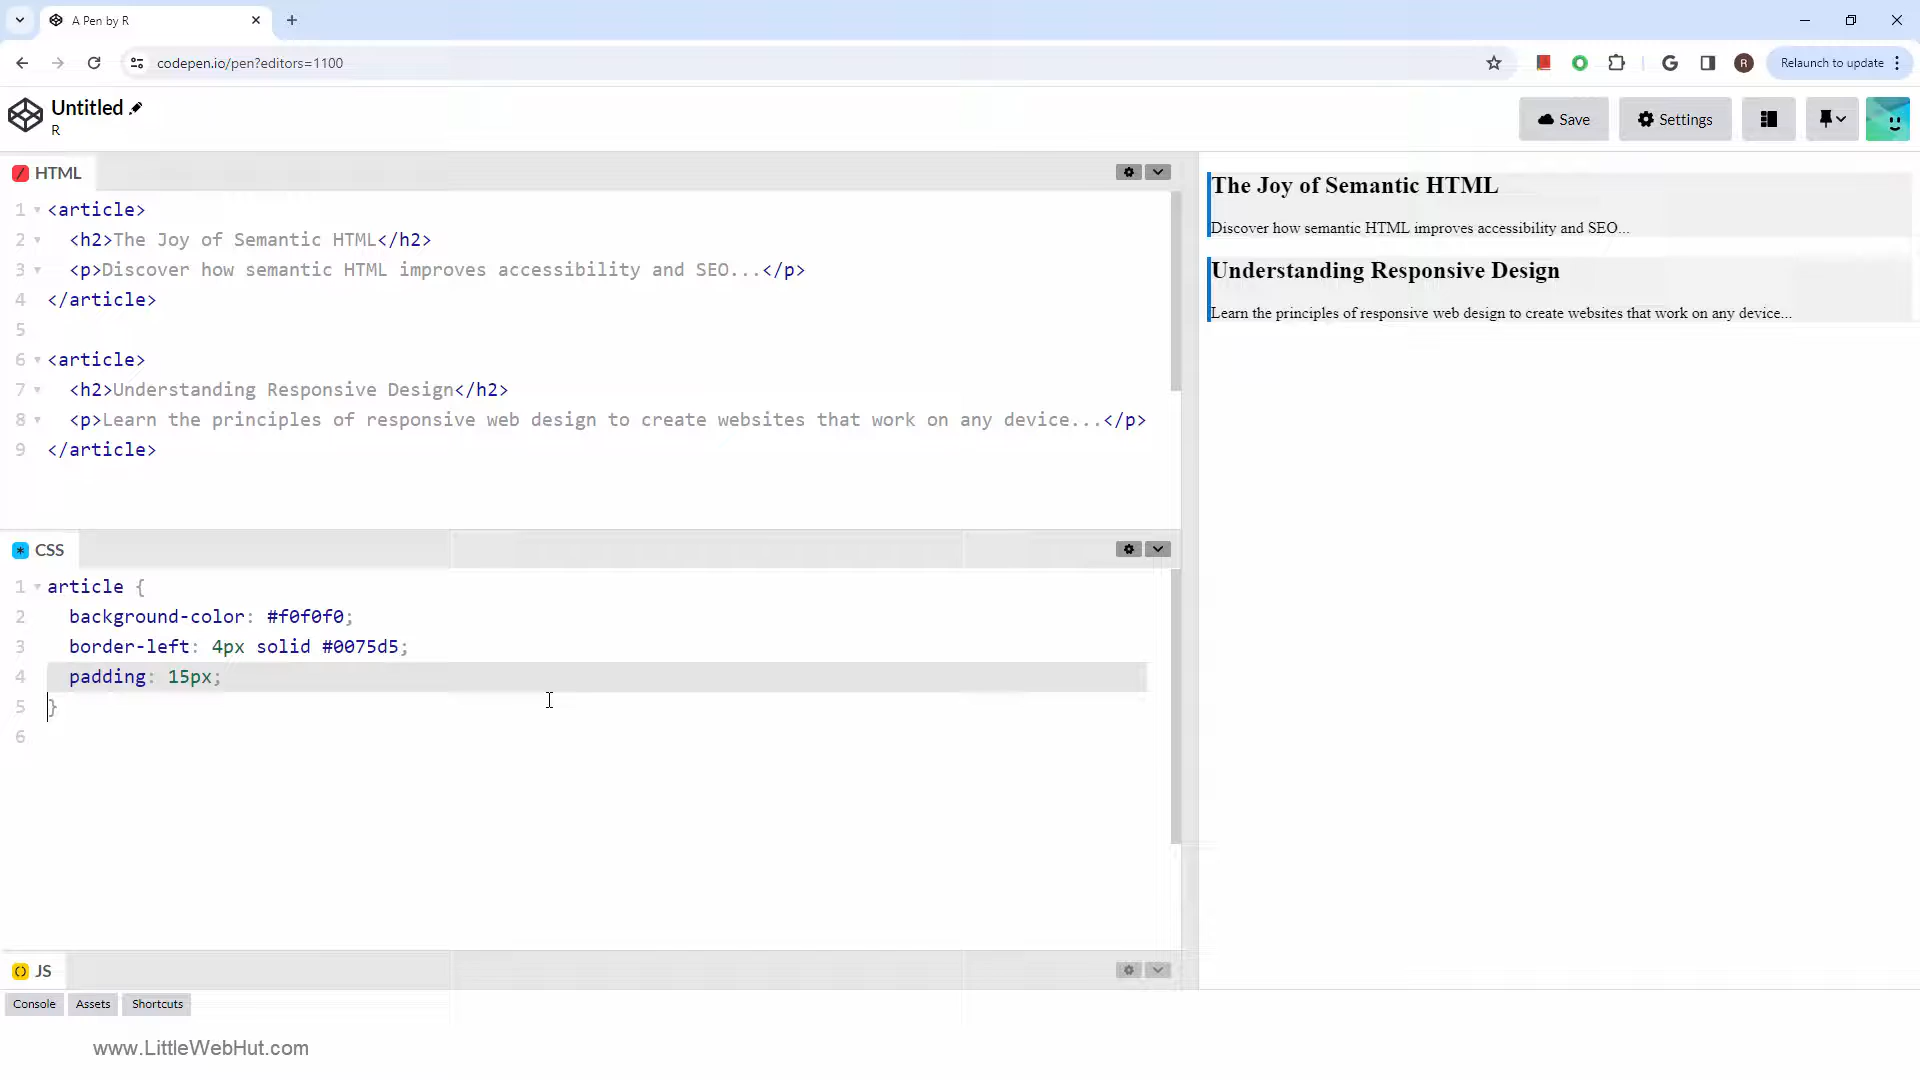 A Pen by R
codepen.io/pen?editors=1100
R
Relaunch to update
Untitled
R
Save
Settings
HTML
1 <article>
2 <h2>The Joy of Semantic HTML</h2>
3 <p>Discover how semantic HTML improves accessibility and SEO...</p>
4 </article>
5
6 <article>
7 <h2>Understanding Responsive Design</h2>
8 <p>Learn the principles of responsive web design to create websites that work on any device...</p>
9 </article>
The Joy of Semantic HTML
Discover how semantic HTML improves accessibility and SEO...
Understanding Responsive Design
Learn the principles of responsive web design to create websites that work on any device...
CSS
1 article {
2 background-color: #f0f0f0;
3 border-left: 4px solid #0075d5;
4 padding: 15px;
5 }
6
JS
Console Assets Shortcuts
www.LittleWebHut.com